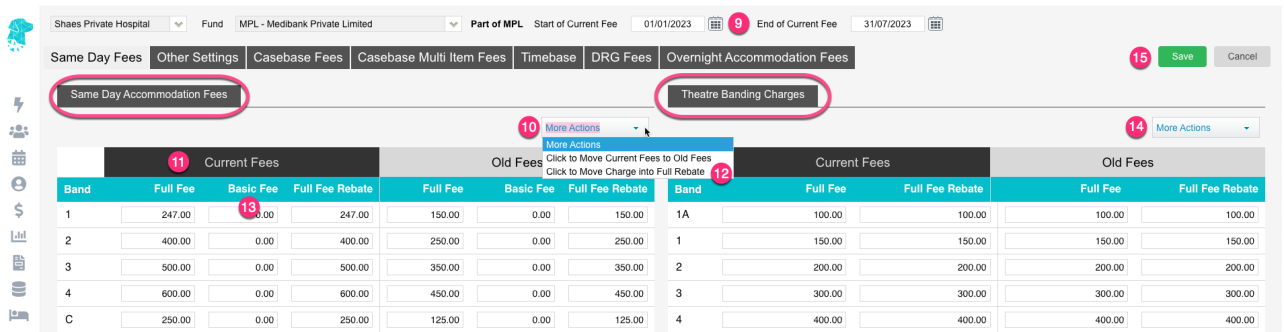 Shaes Private Hospital Fund MPL - Medibank Private Limited Part of MPL Start of Current Fee 01/01/2023 9 End of Current Fee 31/07/2023
Same Day Fees Other Settings Casebase Fees Casebase Multi Item Fees Timebase DRG Fees Overnight Accommodation Fees 15 Save Cancel
Same Day Accommodation Fees Theatre Banding Charges
10 More Actions 14 More Actions
More Actions
Click to Move Current Fees to Old Fees
Click to Move Charge into Full Rebate 12
11 Current Fees Old Fees Current Fees Old Fees
Band Full Fee Basic Fee Full Fee Rebate Full Fee Basic Fee Full Fee Rebate Band Full Fee Full Fee Rebate Full Fee Full Fee Rebate
1 247.00 13 .00 247.00 150.00 0.00 150.00 1A 100.00 100.00 100.00 100.00
2 400.00 0.00 400.00 250.00 0.00 250.00 1 150.00 150.00 150.00 150.00
3 500.00 0.00 500.00 350.00 0.00 350.00 2 200.00 200.00 200.00 200.00
4 600.00 0.00 600.00 450.00 0.00 450.00 3 300.00 300.00 300.00 300.00
C 250.00 0.00 250.00 125.00 0.00 125.00 4 400.00 400.00 400.00 400.00